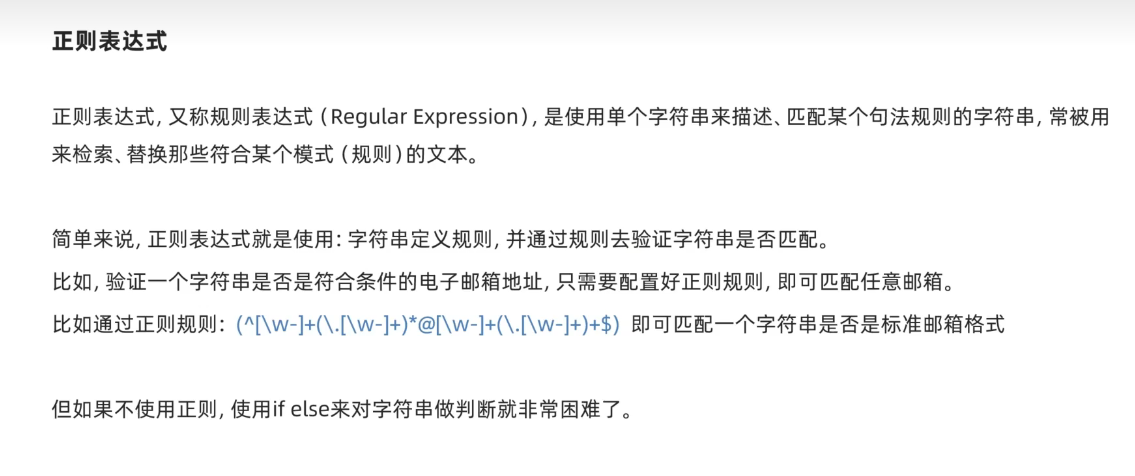 正则表达式
正则表达式，又称规则表达式（Regular Expression），是使用单个字符串来描述、匹配某个句法规则的字符串，常被用
来检索、替换那些符合某个模式（规则）的文本。
简单来说，正则表达式就是使用：字符串定义规则，并通过规则去验证字符串是否匹配。
比如，验证一个字符串是否是符合条件的电子邮箱地址，只需要配置好正则规则，即可匹配任意邮箱。
比如通过正则规则： (^[\w-]+(\.[\w-]+)*@[\w-]+(\.[\w-]+)+$) 即可匹配一个字符串是否是标准邮箱格式
但如果不使用正则，使用if else来对字符串做判断就非常困难了。